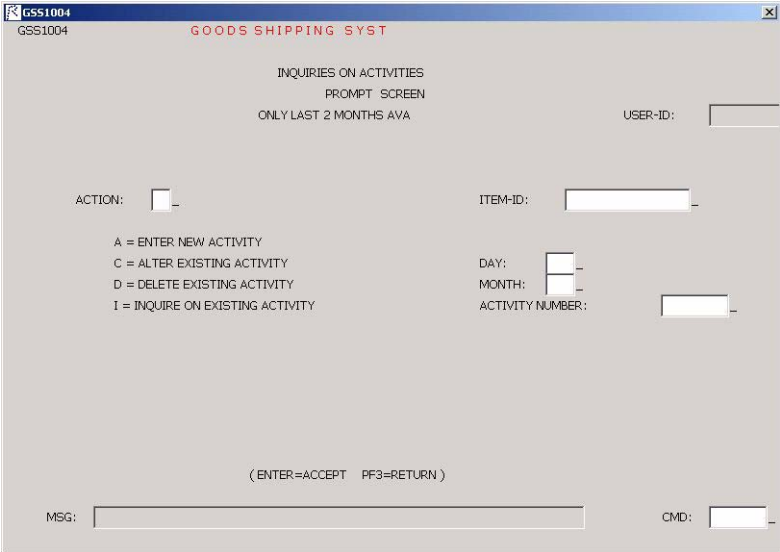 GSS1004
GSS1004 GOODS SHIPPING SYST
INQUIRIES ON ACTIVITIES
PROMPT SCREEN
ONLY LAST 2 MONTHS AVA USER-ID:
ACTION: _ ITEM-ID: _
A = ENTER NEW ACTIVITY
C = ALTER EXISTING ACTIVITY DAY: _
D = DELETE EXISTING ACTIVITY MONTH: _
I = INQUIRE ON EXISTING ACTIVITY ACTIVITY NUMBER: _
( ENTER=ACCEPT PF3=RETURN )
MSG: CMD: _